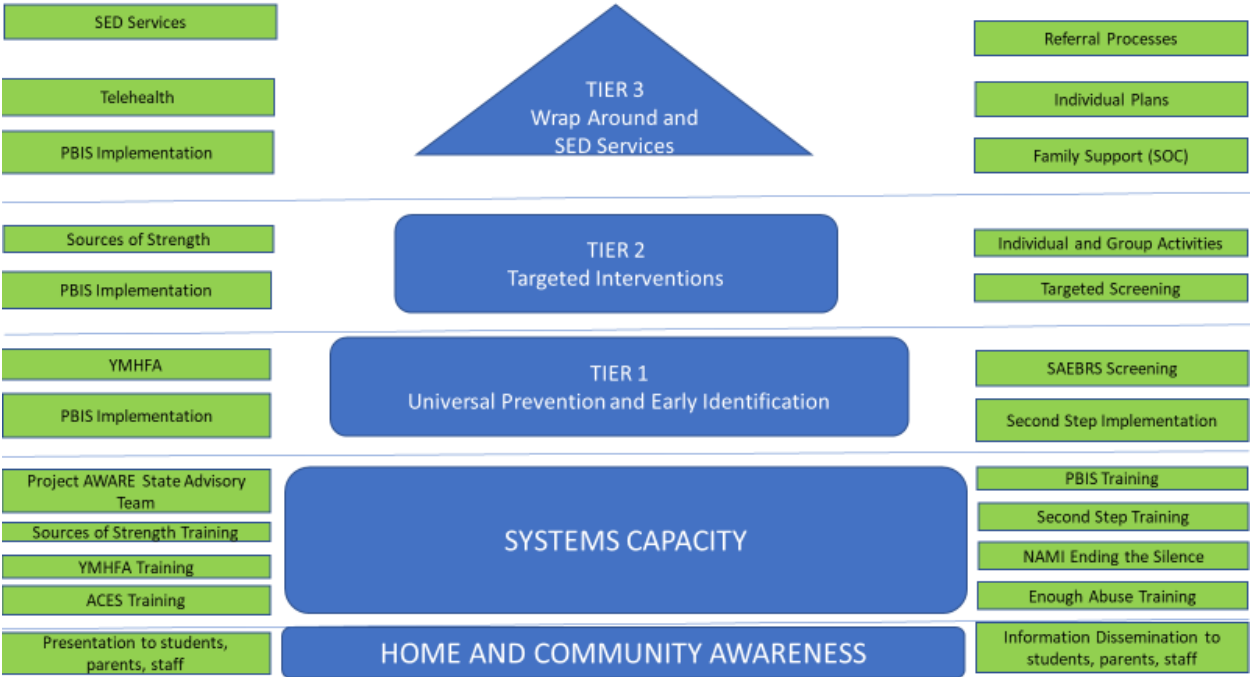 SED Services
Telehealth
PBIS Implementation
TIER 3
Wrap Around and
SED Services
Referral Processes
Individual Plans
Family Support (SOC)
Sources of Strength
PBIS Implementation
TIER 2
Targeted Interventions
Individual and Group Activities
Targeted Screening
YMHFA
PBIS Implementation
TIER 1
Universal Prevention and Early Identification
SAEBRS Screening
Second Step Implementation
Project AWARE State Advisory
Team
Sources of Strength Training
YMHFA Training
ACES Training
SYSTEMS CAPACITY
PBIS Training
Second Step Training
NAMI Ending the Silence
Enough Abuse Training
Presentation to students,
parents, staff
HOME AND COMMUNITY AWARENESS
Information Dissemination to
students, parents, staff